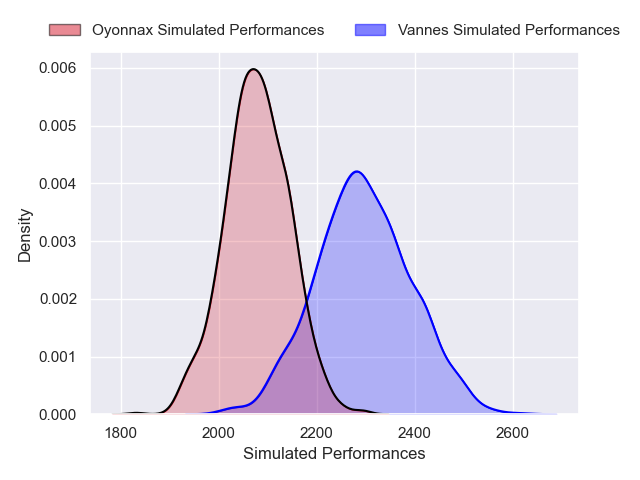 Oyonnax Simulated Performances Vannes Simulated Performances
0.006
0.005
0.004
0.003
0.002
0.001
0.000
Density
1800 2000 2200 2400 2600
Simulated Performances